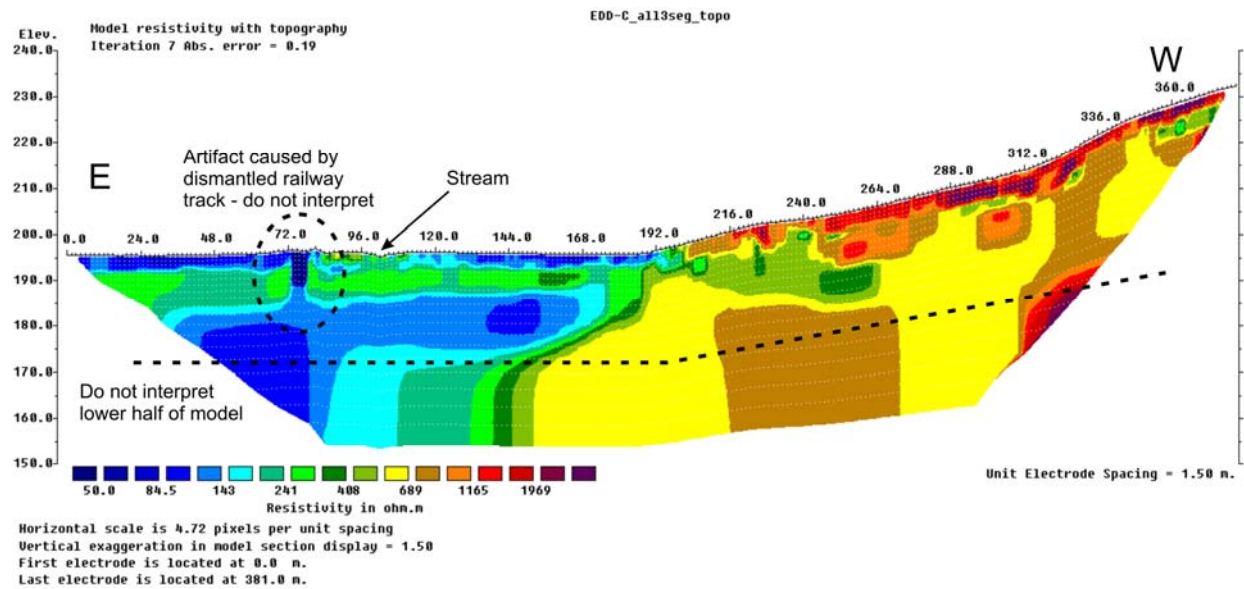 EDD-C_all3seg_topo
Model resistivity with topography
Iteration 7 Abs. error = 0.19
Elev.
240.0
230.0
220.0
210.0
200.0
190.0
180.0
170.0
160.0
150.0
W
E
Artifact caused by
dismantled railway
track - do not interpret
Stream
0.0 24.0 48.0 72.0 96.0 120.0 144.0 168.0 192.0 216.0 240.0 264.0 288.0 312.0 336.0 360.0
Do not interpret
lower half of model
50.0 84.5 143 241 408 689 1165 1969
Resistivity in ohm.m
Unit Electrode Spacing = 1.50 m.
Horizontal scale is 4.72 pixels per unit spacing
Vertical exaggeration in model section display = 1.50
First electrode is located at 0.0 m.
Last electrode is located at 381.0 m.